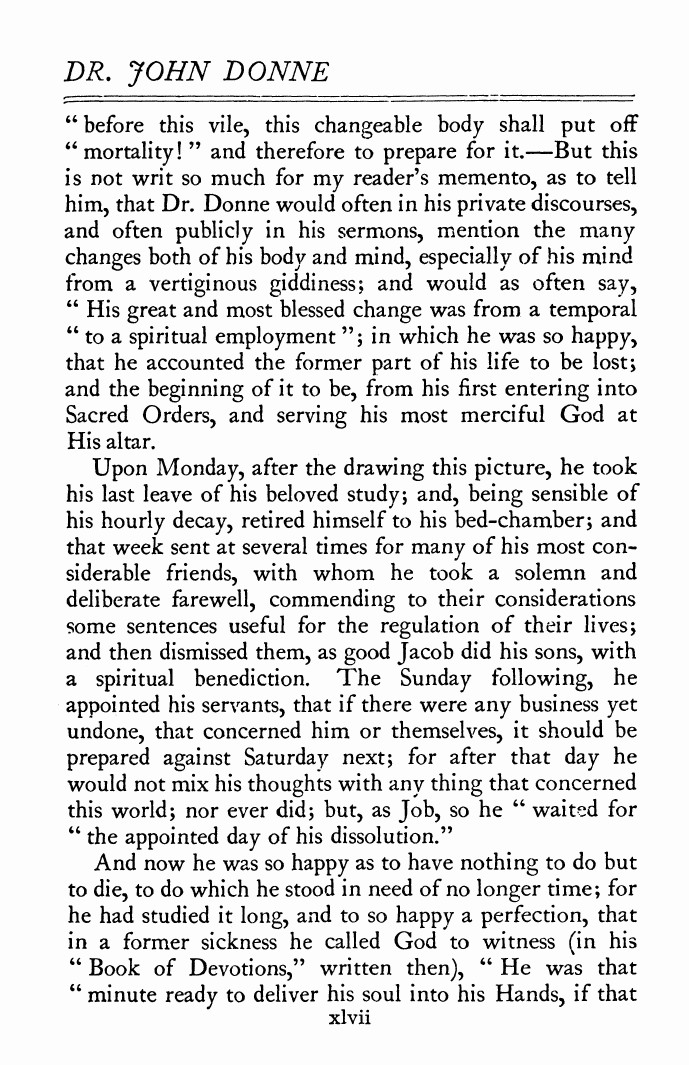 DR. JOHN DONNE
“ before this vile, this changeable body shall put off
“ mortality! ” and therefore to prepare for it.—But this
is not writ so much for my reader’s memento, as to tell
him, that Dr. Donne would often in his private discourses,
and often publicly in his sermons, mention the many
changes both of his body and mind, especially of his mind
from a vertiginous giddiness; and would as often say,
“ His great and most blessed change was from a temporal
“ to a spiritual employment ”; in which he was so happy,
that he accounted the former part of his life to be lost;
and the beginning of it to be, from his first entering into
Sacred Orders, and serving his most merciful God at
His altar.
Upon Monday, after the drawing this picture, he took
his last leave of his beloved study; and, being sensible of
his hourly decay, retired himself to his bed-chamber; and
that week sent at several times for many of his most con-
siderable friends, with whom he took a solemn and
deliberate farewell, commending to their considerations
some sentences useful for the regulation of their lives;
and then dismissed them, as good Jacob did his sons, with
a spiritual benediction. The Sunday following, he
appointed his servants, that if there were any business yet
undone, that concerned him or themselves, it should be
prepared against Saturday next; for after that day he
would not mix his thoughts with any thing that concerned
this world; nor ever did; but, as Job, so he “ waited for
“ the appointed day of his dissolution.”
And now he was so happy as to have nothing to do but
to die, to do which he stood in need of no longer time; for
he had studied it long, and to so happy a perfection, that
in a former sickness he called God to witness (in his
“ Book of Devotions,” written then), “ He was that
“ minute ready to deliver his soul into his Hands, if that
xlvii